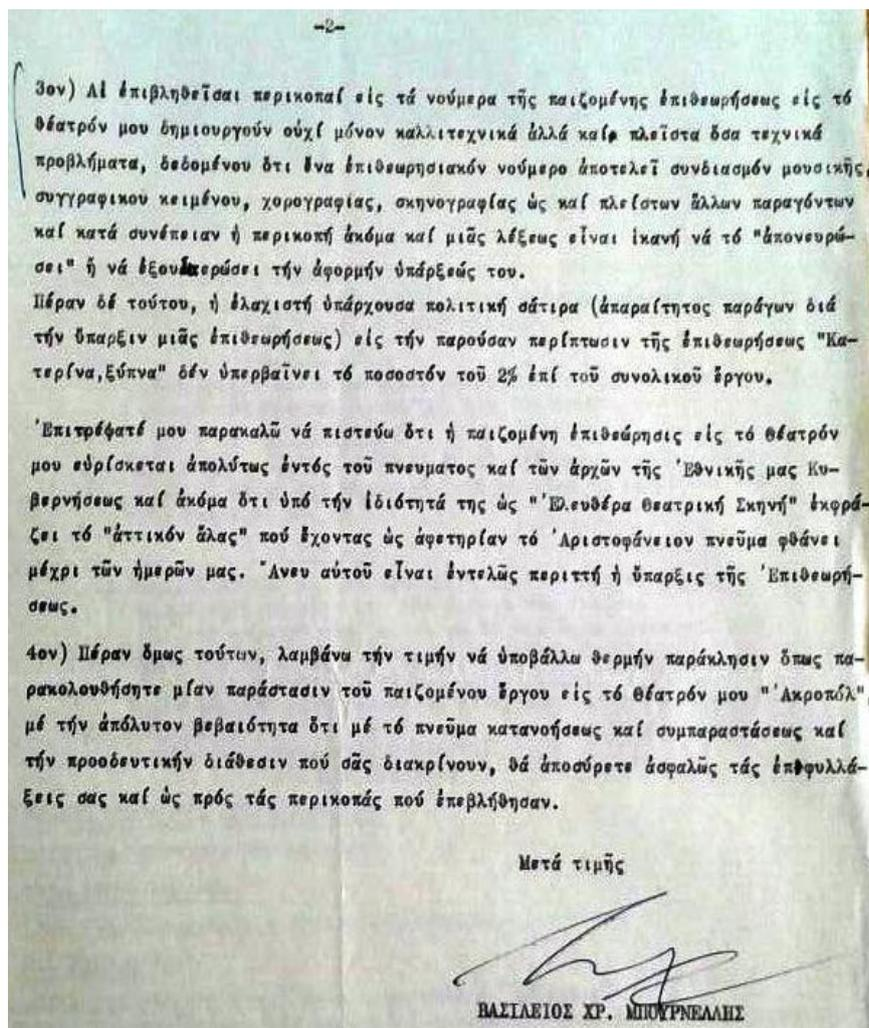 -2-
3ον) Αἱ ἐπιβληθεῖσαι περικοπαί εἰς τά νούμερα τῆς παιζομένης ἐπιθεωρήσεως εἰς τό
θέατρόν μου δημιουργούν οὐχί μόνον καλλιτεχνικά ἀλλά καί πλεῖστα ὅσα τεχνικά
προβλήματα, δεδομένου ὅτι ἕνα ἐπιθεωρησιακόν νούμερο ἀποτελεῖ συνδιασμόν μουσικῆς,
συγγραφικου κειμένου, χορογραφίας, σκηνογραφίας ὡς καί πλείστων ἄλλων παραγόντων
καί κατά συνέπειαν ἡ περικοπή ἀκόμα καί μιᾶς λέξεως εἶναι ἱκανή νά τό "ἀπονευρώ-
σει" ἤ νά ἐξουδετερώσει τήν ἀφορμήν ὑπάρξεώς του.
Πέραν δέ τούτου, ἡ ἐλαχιστή ὑπάρχουσα πολιτική σάτιρα (ἀπαραίτητος παράγων διά
τήν ὕπαρξιν μιᾶς ἐπιθεωρήσεως) εἰς τήν παρούσαν περίπτωσιν τῆς ἐπιθεωρήσεως "Κα-
τερίνα,ξύπνα" δέν ὑπερβαῖνει τό ποσοστόν τοῦ 2% ἐπί τοῦ συνολικοῦ ἔργου.
Ἐπιτρέψατέ μου παρακαλῶ νά πιστεύω ὅτι ἡ παιζομένη ἐπιθεώρησις εἰς τό Θέατρόν
μου εὑρίσκεται ἀπολύτως ἐντός τοῦ πνευματος καί τῶν ἀρχῶν τῆς Ἐθνικῆς μας Κυ-
βερνήσεως καί ἀκόμα ὅτι ὑπό τήν ἰδιότητά της ὡς "Ἐλευθέρα Θεατρική Σκηνή" ἐκφρά-
ζει τό "ἀττικόν ἅλας" πού ἔχοντας ὡς ἀφετηρίαν τό Ἀριστοφάνειον πνεῦμα φθάνει
μέχρι τῶν ἡμερῶν μας. Ἄνευ αὐτοῦ εἶναι ἐντελῶς περιττή ἡ ὕπαρξις τῆς Ἐπιθεωρή-
σεως.
4ον) Πέραν ὅμως τούτων, λαμβάνω τήν τιμήν νά ὑποβάλλω θερμήν παράκλησιν ὅπως πα-
ρακολουθήσητε μίαν παράστασιν τοῦ παιζομένου ἔργου εἰς τό Θέατρόν μου "Ἀκροπόλ",
μέ τήν ἀπόλυτον βεβαιότητα ὅτι μέ τό πνεῦμα κατανοήσεως καί συμπαραστάσεως καί
τήν προοδευτικήν διάθεσιν πού σᾶς διακρίνουν, θά ἀποσύρετε ἀσφαλῶς τάς ἐπιφυλλά-
ξεις σας καί ὡς πρός τάς περικοπάς πού ἐπεβλήθησαν.
Μετά τιμῆς
ΒΑΣΙΛΕΙΟΣ ΧΡ. ΜΠΟΥΡΝΕΛΛΗΣ